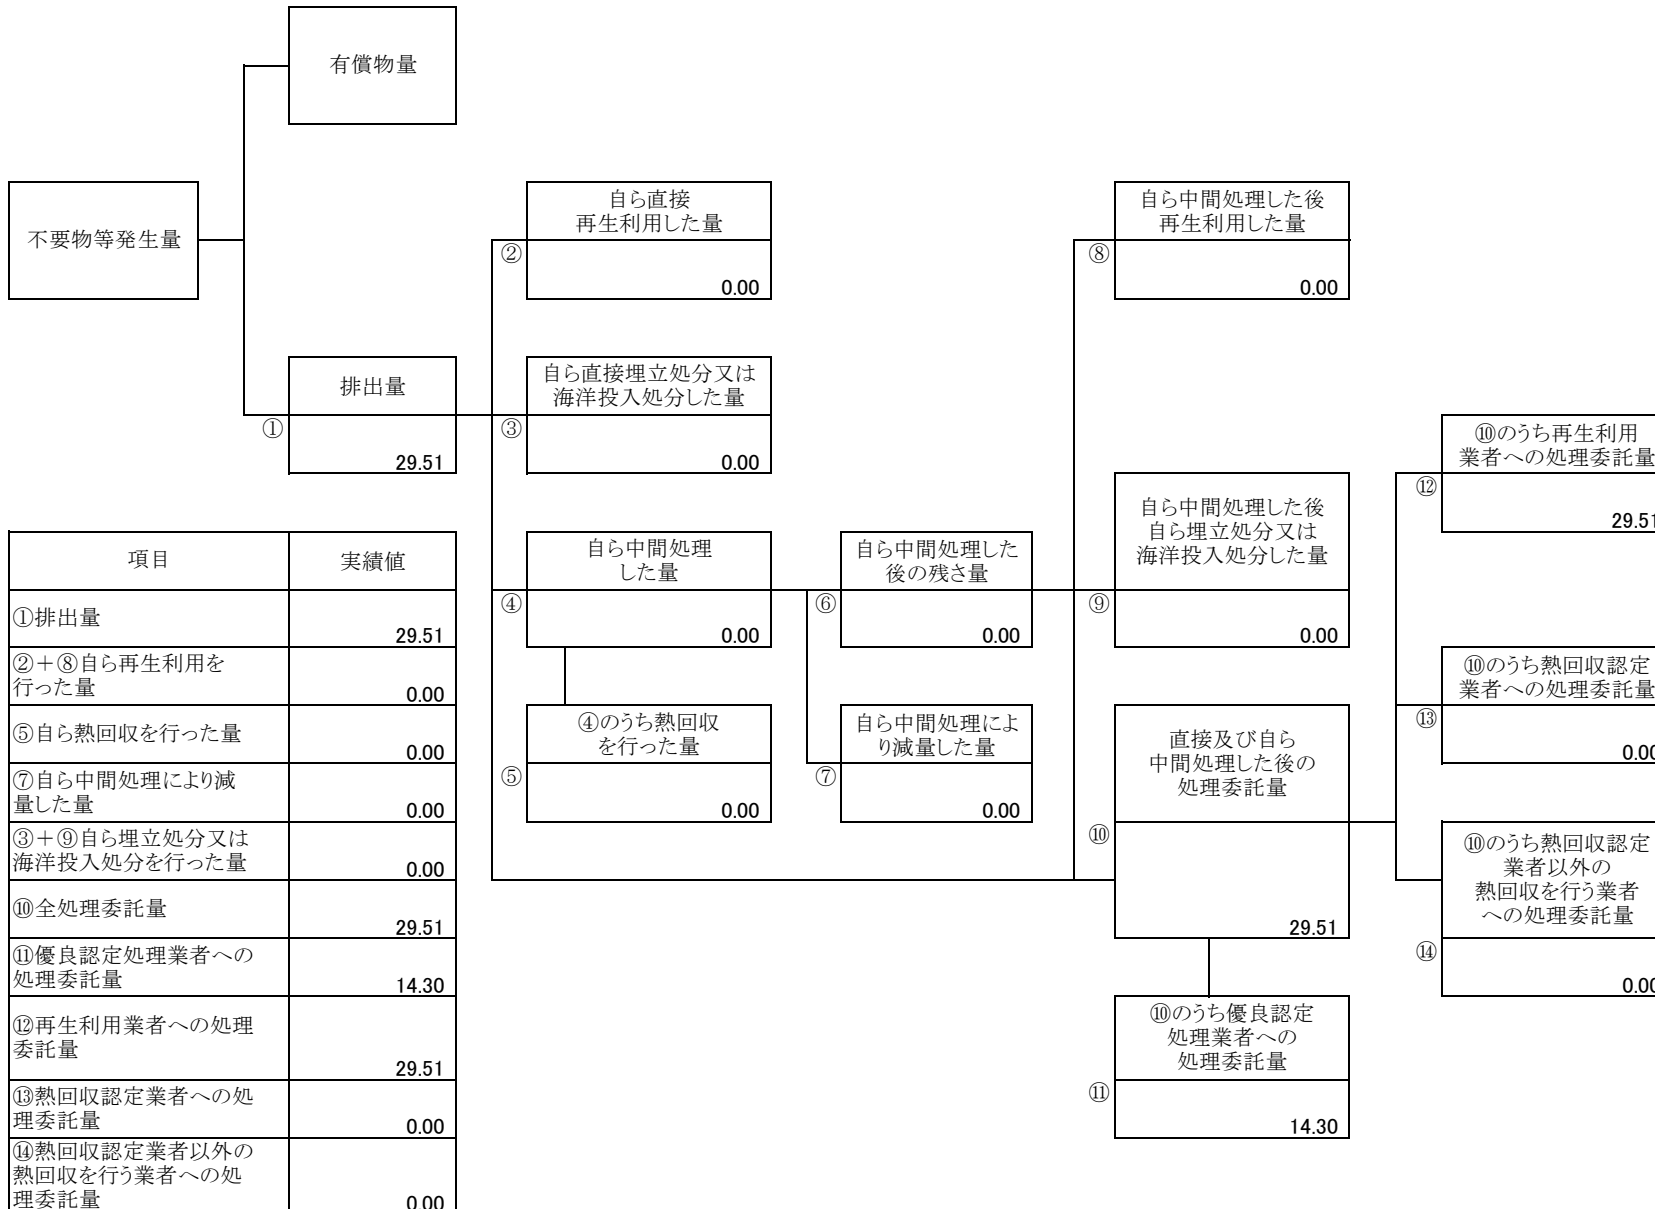 有償物量
不要物等発生量
排出量
①
29.51
自ら直接
再生利用した量
②
0.00
自ら直接埋立処分又は
海洋投入処分した量
③
0.00
自ら中間処理
した量
④
0.00
④のうち熱回収
を行った量
⑤
0.00
自ら中間処理した
後の残さ量
⑥
0.00
自ら中間処理によ
り減量した量
⑦
0.00
自ら中間処理した後
再生利用した量
⑧
0.00
自ら中間処理した後
自ら埋立処分又は
海洋投入処分した量
⑨
0.00
直接及び自ら
中間処理した後の
処理委託量
⑩
29.51
⑩のうち優良認定
処理業者への
処理委託量
⑪
14.30
⑩のうち再生利用
業者への処理委託量
⑫
29.51
⑩のうち熱回収認定
業者への処理委託量
⑬
0.00
⑩のうち熱回収認定
業者以外の
熱回収を行う業者
への処理委託量
⑭
0.00
項目 実績値
①排出量
29.51
②+⑧自ら再生利用を
行った量
0.00
⑤自ら熱回収を行った量
0.00
⑦自ら中間処理により減
量した量
0.00
③+⑨自ら埋立処分又は
海洋投入処分を行った量
0.00
⑩全処理委託量
29.51
⑪優良認定処理業者への
処理委託量
14.30
⑫再生利用業者への処理
委託量
29.51
⑬熱回収認定業者への処
理委託量
0.00
⑭熱回収認定業者以外の
熱回収を行う業者への処
理委託量
0.00